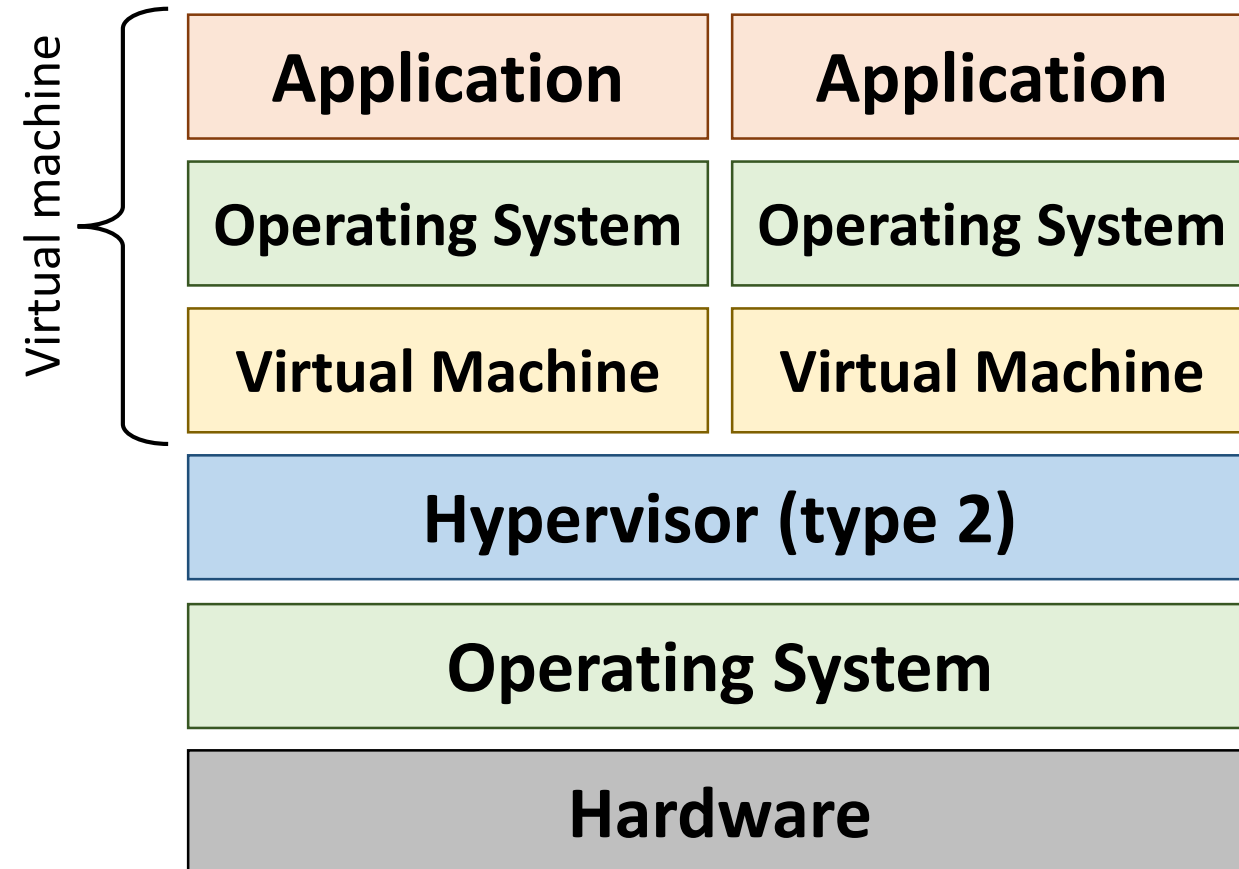 Virtual machine
Application
Application
Operating System
Operating System
Virtual Machine
Virtual Machine
Hypervisor (type 2)
Operating System
Hardware